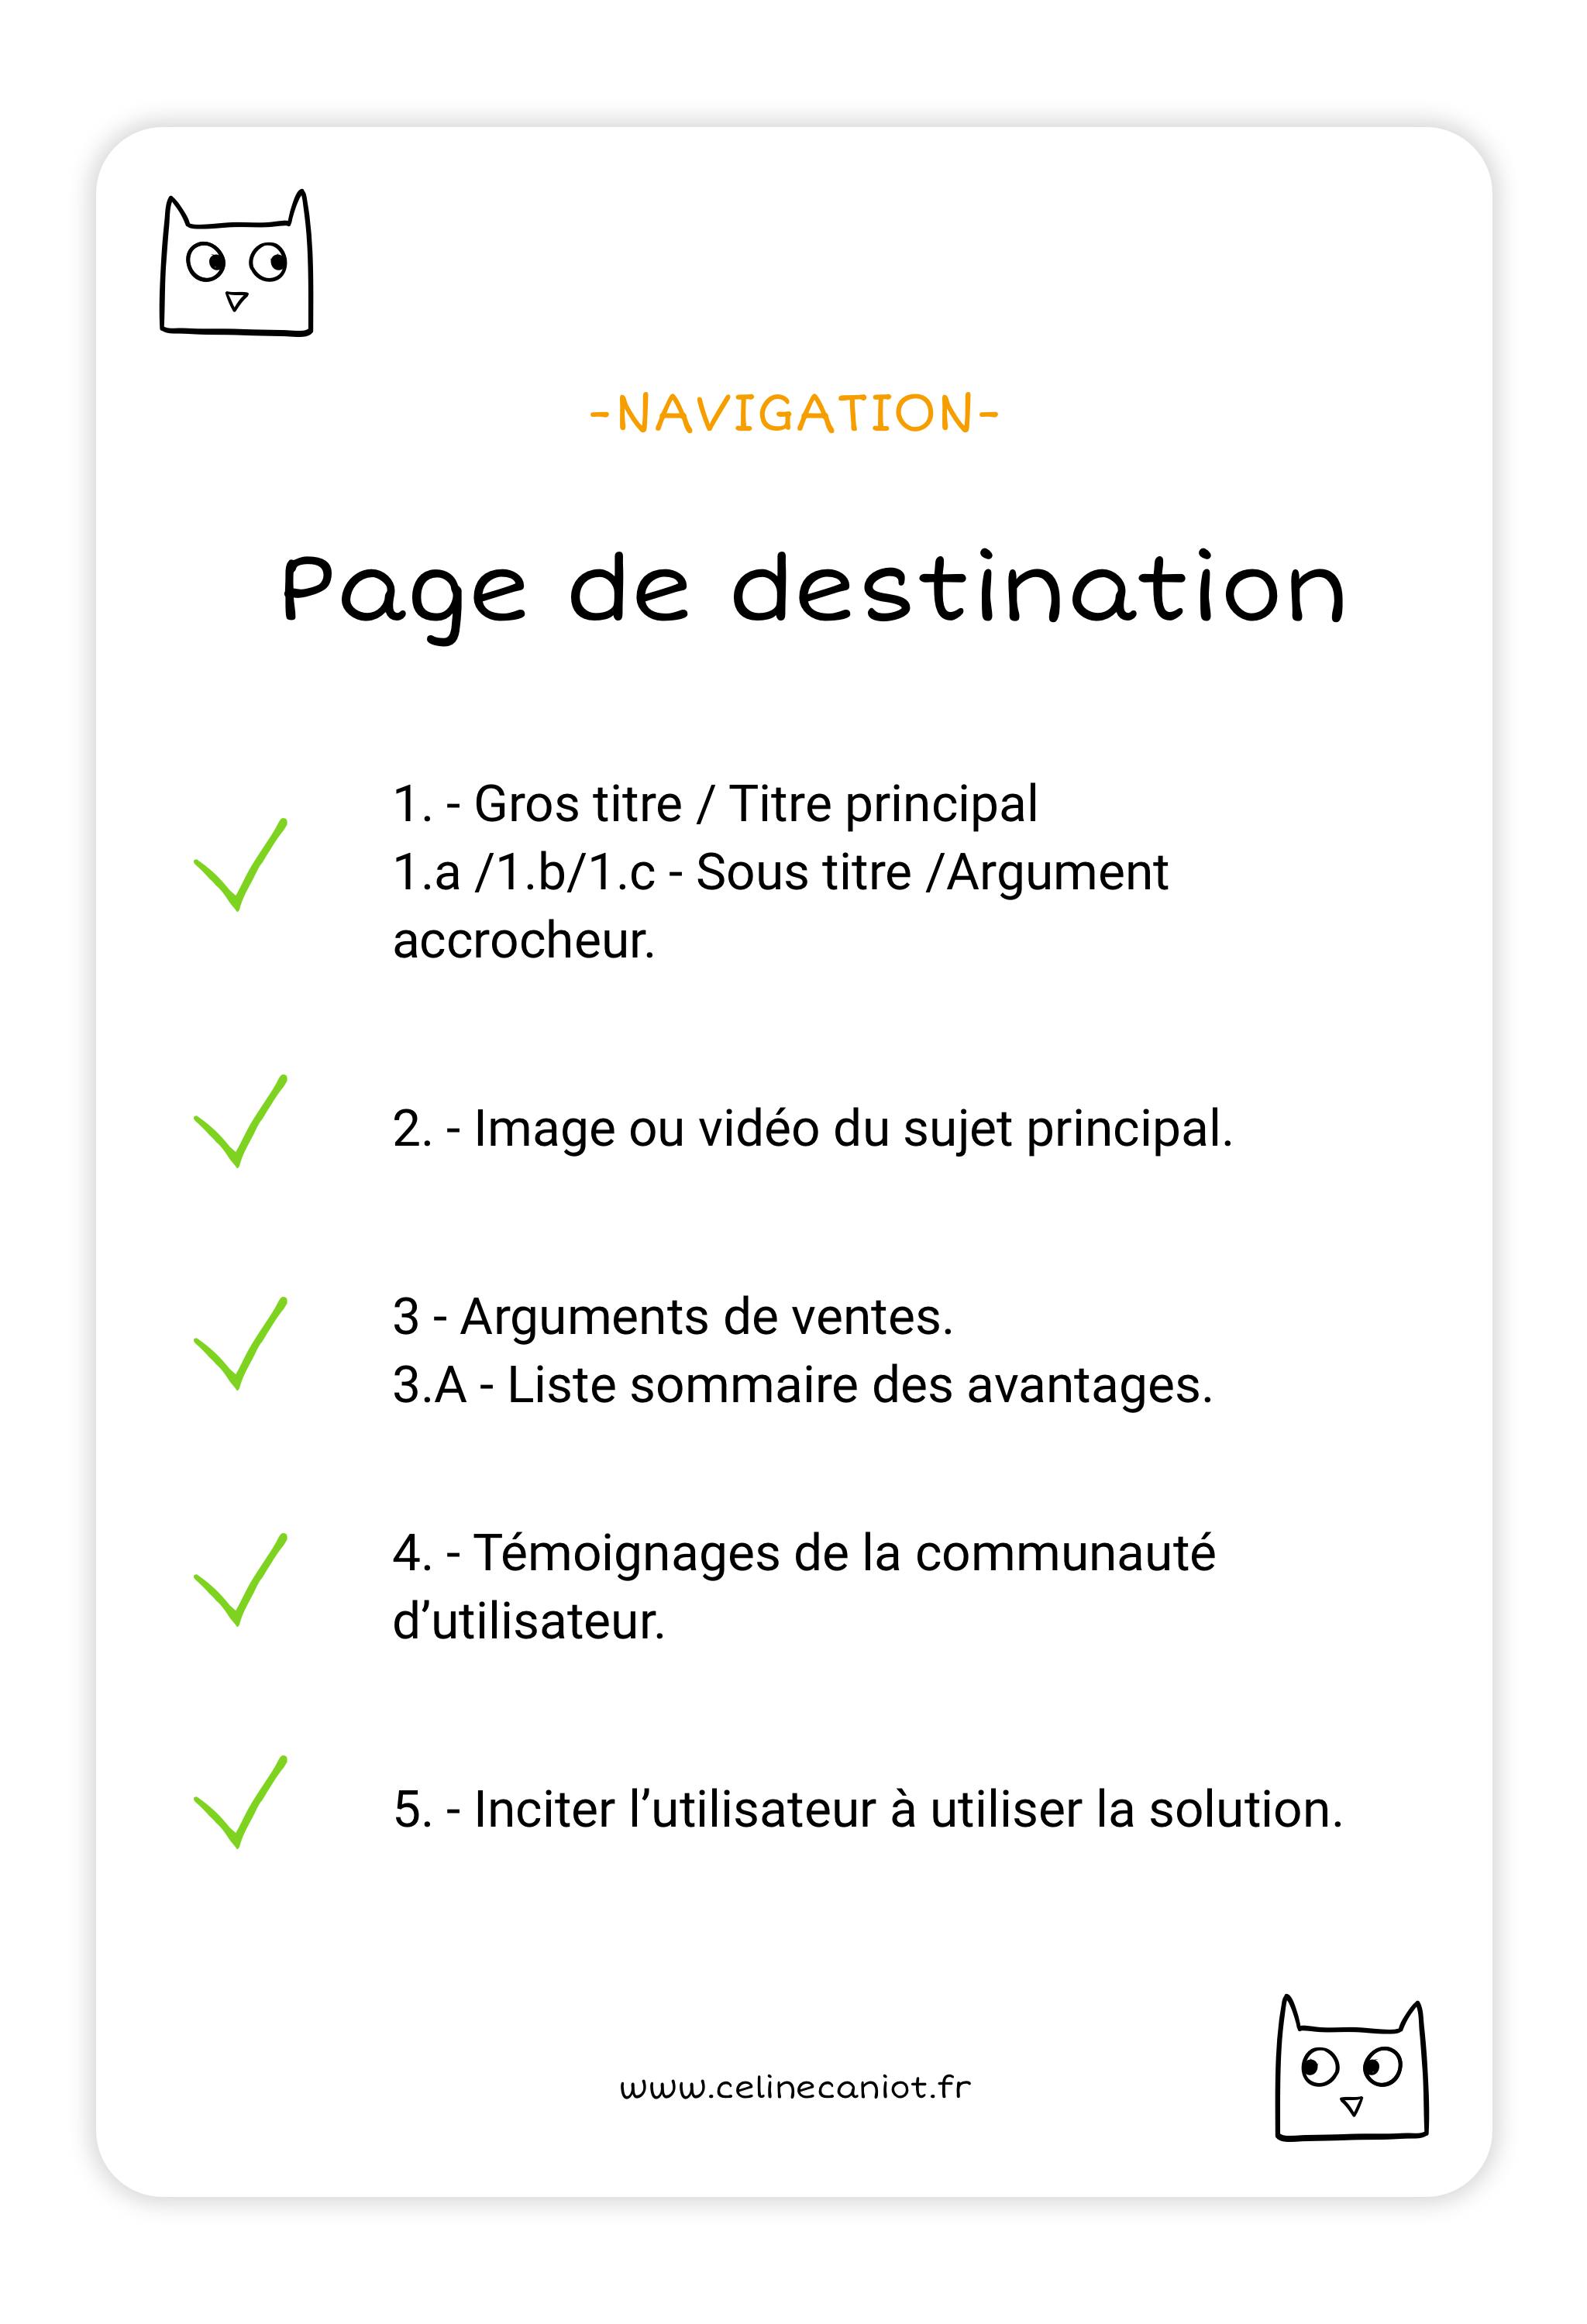 -NAVIGATION-
Page de destination
1. - Gros titre / Titre principal
1.a /1.b/1.c - Sous titre /Argument
accrocheur.
2. - Image ou vidéo du sujet principal.
3 - Arguments de ventes.
3.A - Liste sommaire des avantages.
4. - Témoignages de la communauté
d’utilisateur.
5. - Inciter l’utilisateur à utiliser la solution.
www.celinecaniot.fr